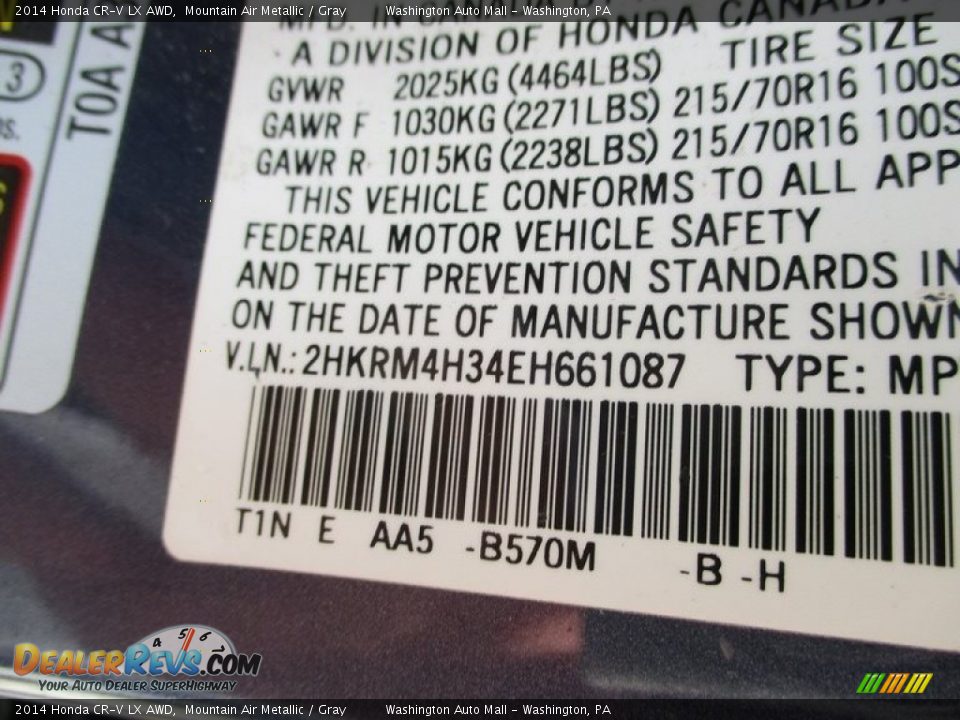 2014 Honda CR-V LX AWD, Mountain Air Metallic / Gray Washington Auto Mall - Washington, PA
A DIVISION OF HONDA CANADA
TIRE SIZE
GVWR 2025KG (4464LBS)
GAWR F 1030KG (2271LBS) 215/70R16 100S
GAWR R 1015KG (2238LBS) 215/70R16 100S
THIS VEHICLE CONFORMS TO ALL APP
FEDERAL MOTOR VEHICLE SAFETY
AND THEFT PREVENTION STANDARDS IN
ON THE DATE OF MANUFACTURE SHOWN
V.I.N.: 2HKRM4H34EH661087 TYPE: MP
T1N E AA5 -B570M -B -H
3
TOA A
DEALERREVS.COM
YOUR AUTO DEALER SUPERHIGHWAY
4 5 6
2014 Honda CR-V LX AWD, Mountain Air Metallic / Gray Washington Auto Mall - Washington, PA